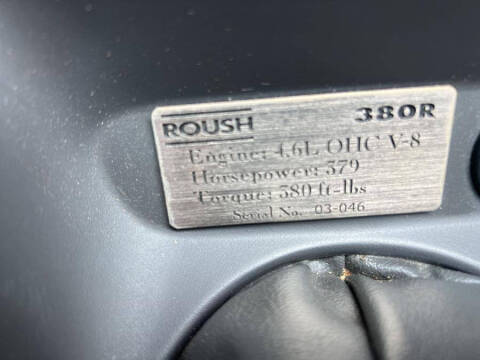 ROUSH 380R
Engine: 4.6L OHC V-8
Horsepower: 379
Torque: 380 ft-lbs
Serial No. 03-046